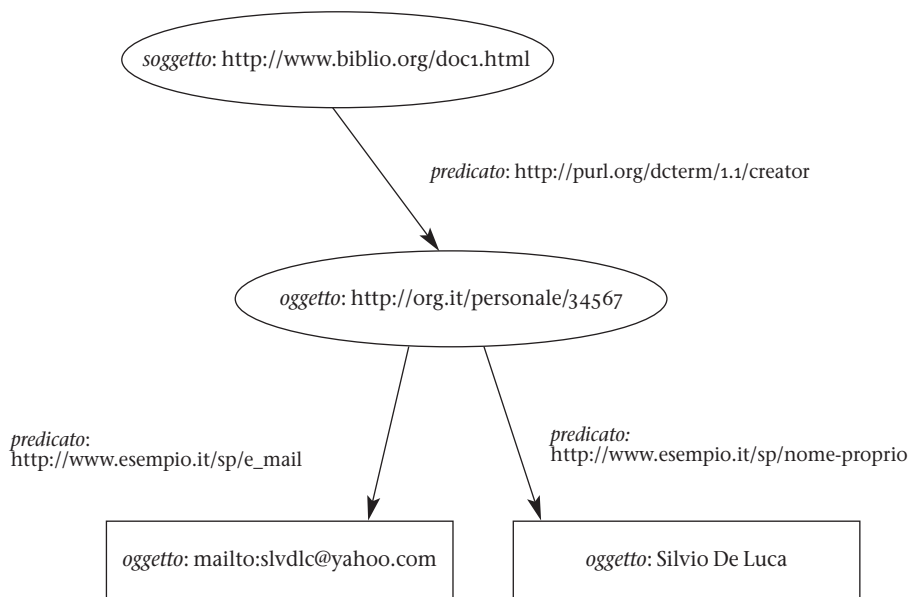 soggetto: http://www.biblio.org/doc1.html
predicato: http://purl.org/dcterm/1.1/creator
oggetto: http://org.it/personale/34567
predicato:
http://www.esempio.it/sp/e_mail
predicato:
http://www.esempio.it/sp/nome-proprio
oggetto: mailto:slvdlc@yahoo.com
oggetto: Silvio De Luca